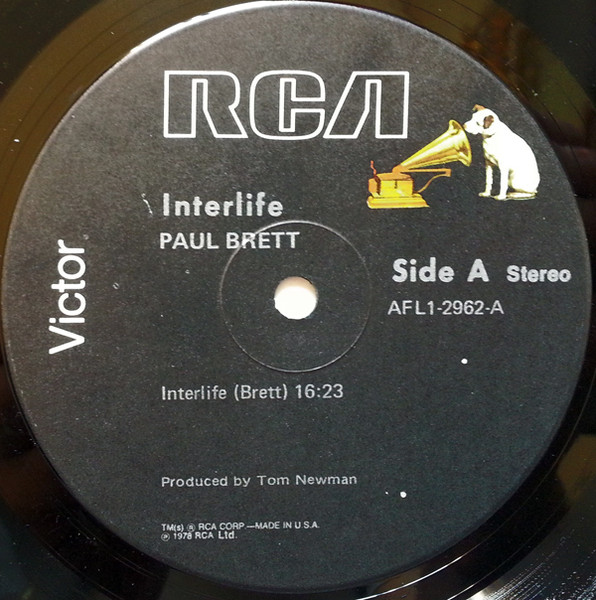 RCA
Interlife
PAUL BRETT
Victor
Side A Stereo
AFL1-2962-A
Interlife (Brett) 16:23
Produced by Tom Newman
TM(s) ® RCA CORP.—MADE IN U.S.A.
℗ 1978 RCA Ltd.